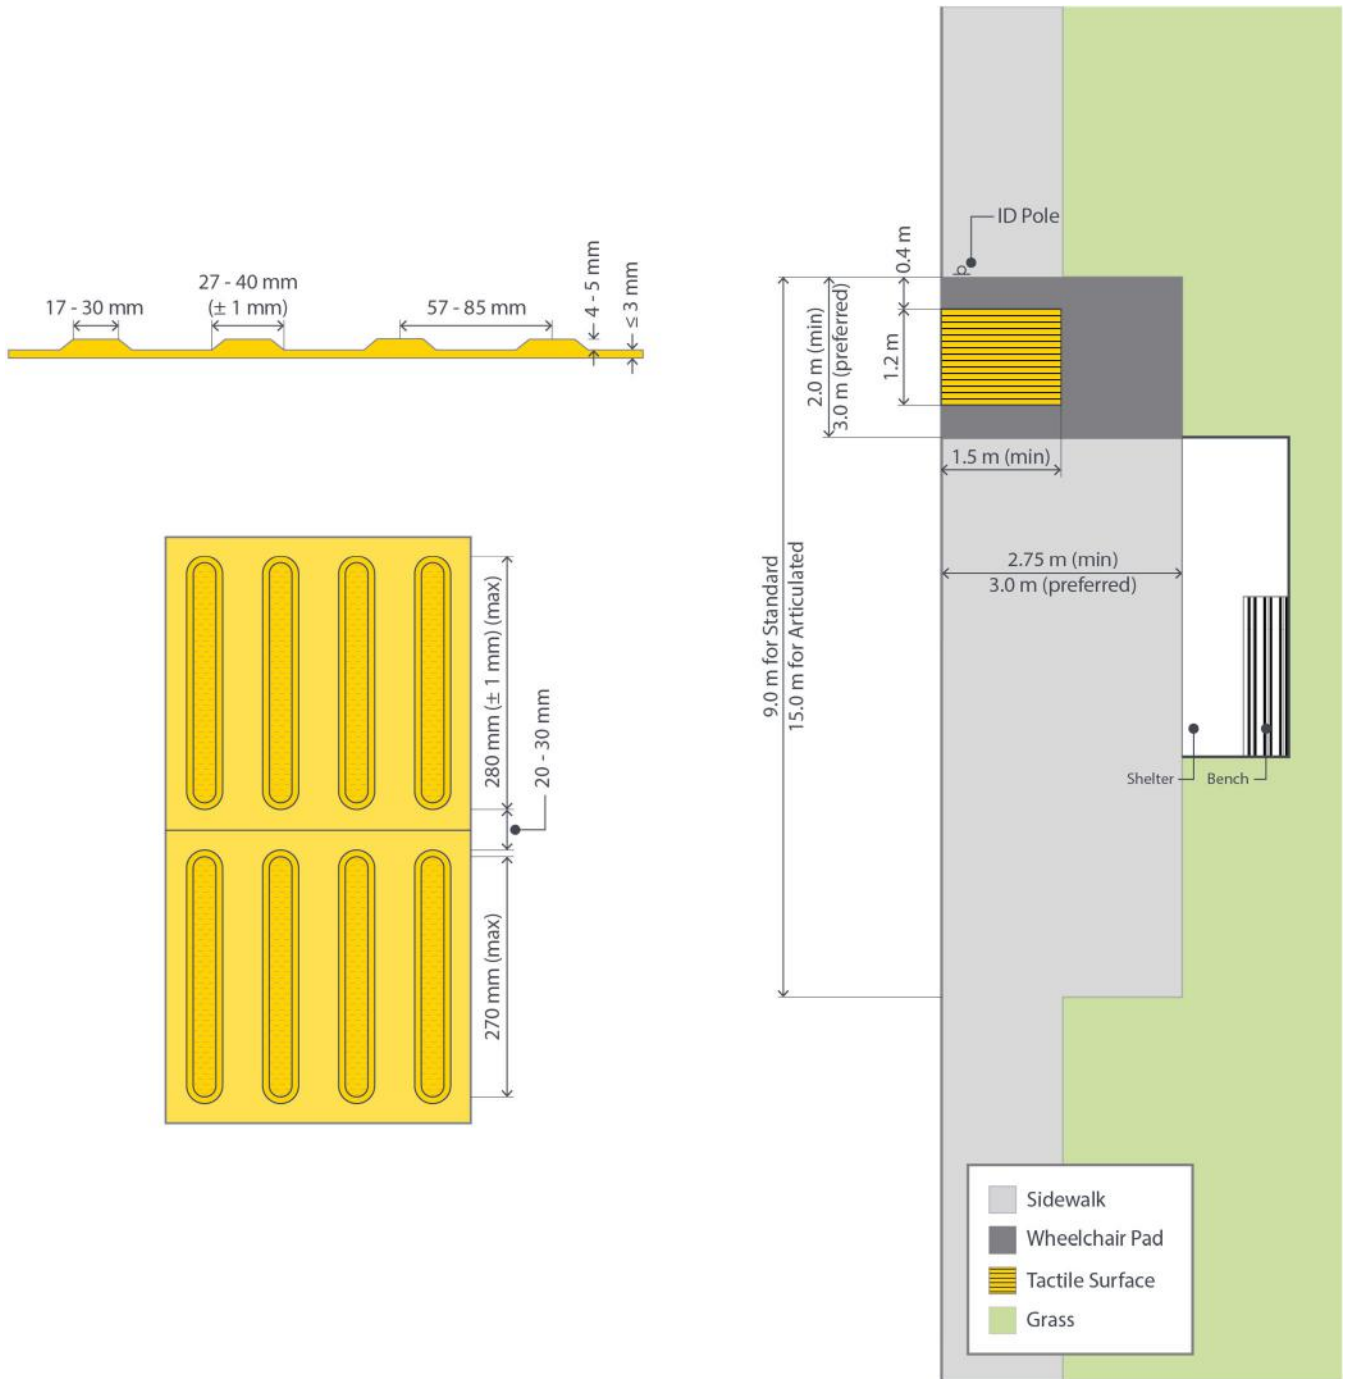 17 - 30 mm
27 - 40 mm
(± 1 mm)
57 - 85 mm
4 - 5 mm
≤ 3 mm
280 mm (± 1 mm) (max)
20 - 30 mm
270 mm (max)
ID Pole
0.4 m
1.2 m
2.0 m (min)
3.0 m (preferred)
1.5 m (min)
2.75 m (min)
3.0 m (preferred)
9.0 m for Standard
15.0 m for Articulated
Shelter
Bench
Sidewalk
Wheelchair Pad
Tactile Surface
Grass